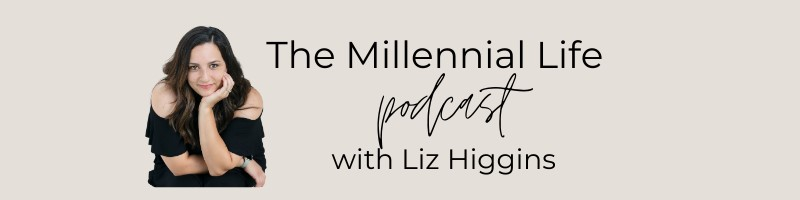 The Millennial Life
podcast
with Liz Higgins